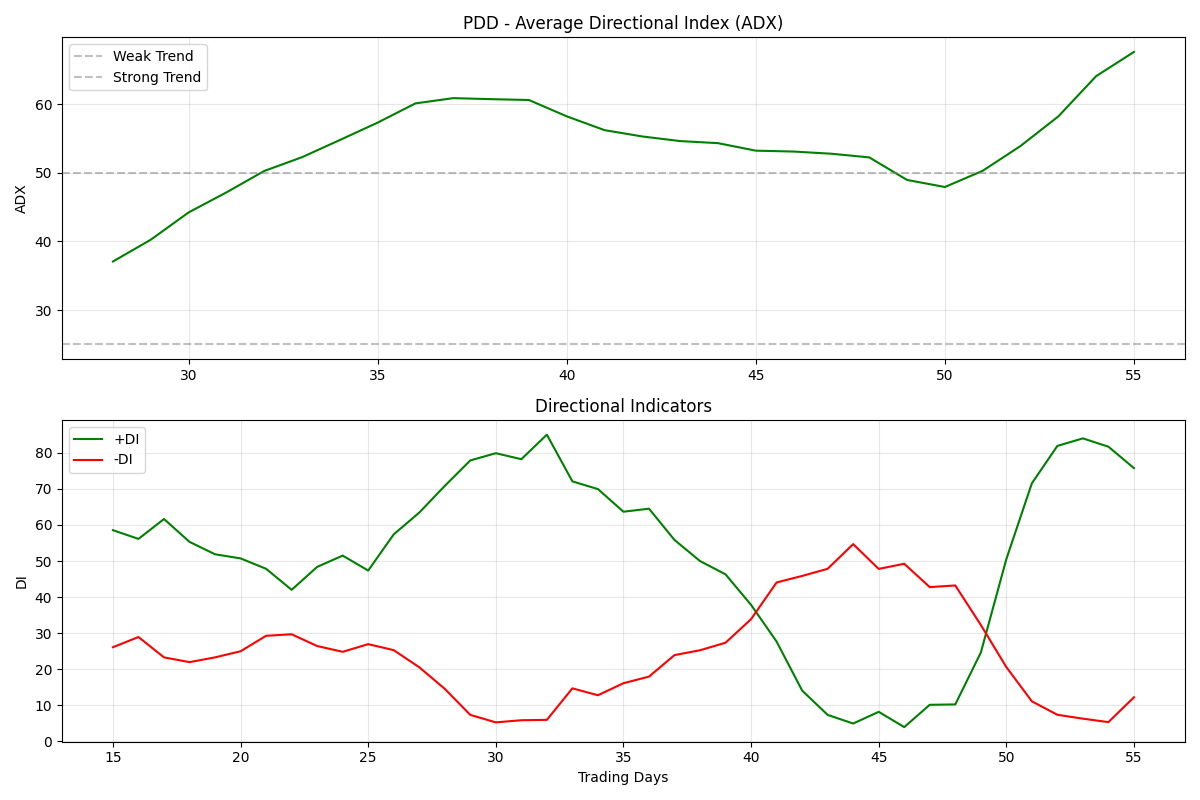 PDD - Average Directional Index (ADX)
Weak Trend
Strong Trend
ADX
60
50
40
30
30 35 40 45 50 55
Directional Indicators
+DI
-DI
DI
80
70
60
50
40
30
20
10
0
15 20 25 30 35 40 45 50 55
Trading Days